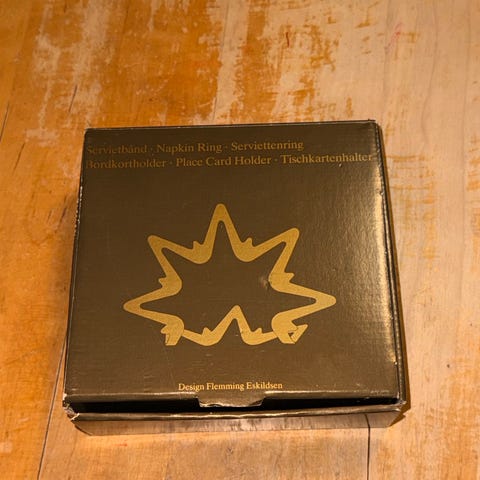 Servietbånd · Napkin Ring · Serviettenring
Bordkortholder · Place Card Holder · Tischkartenhalter
Design Flemming Eskildsen